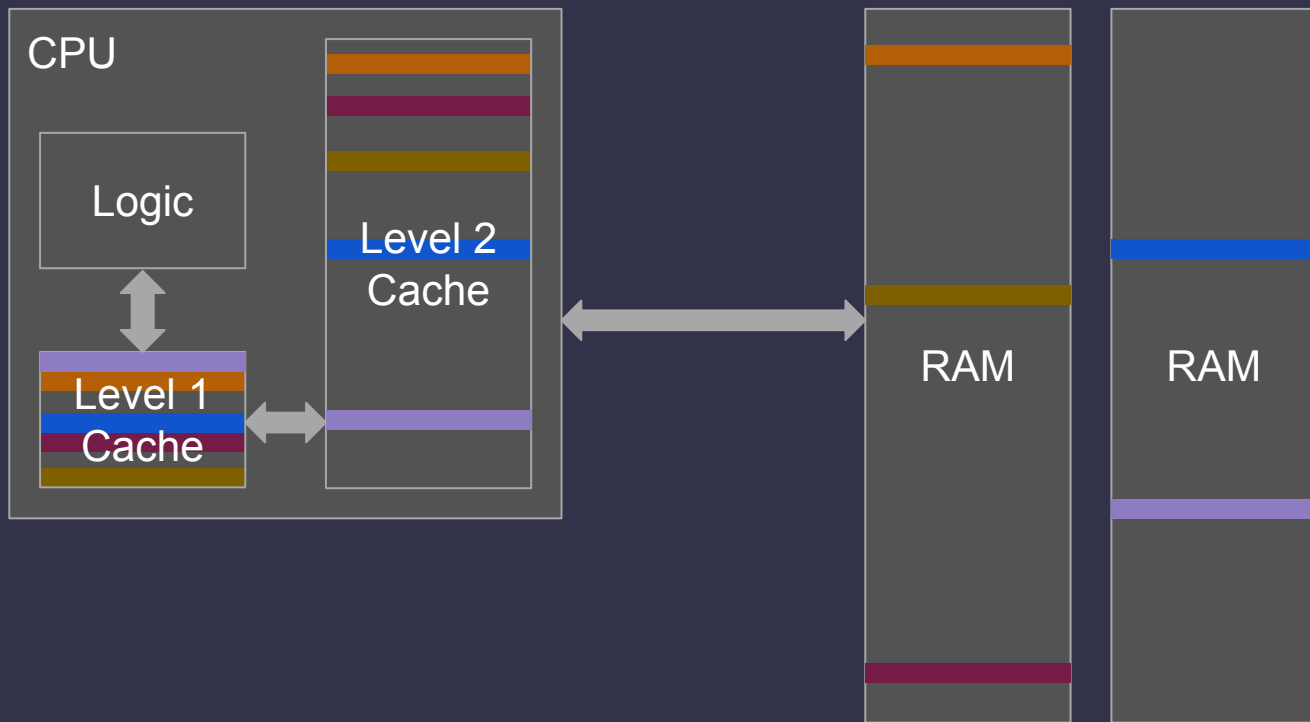 CPU
Logic
Level 1
Cache
Level 2
Cache
RAM
RAM